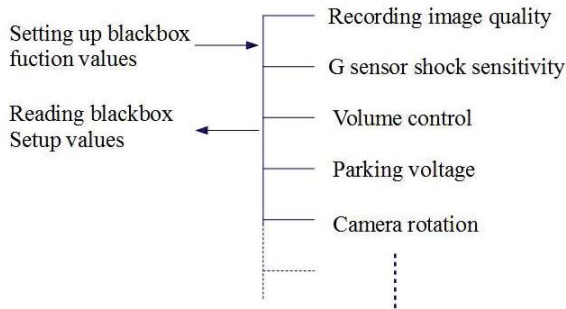 Setting up blackbox
fuction values
Reading blackbox
Setup values
Recording image quality
G sensor shock sensitivity
Volume control
Parking voltage
Camera rotation